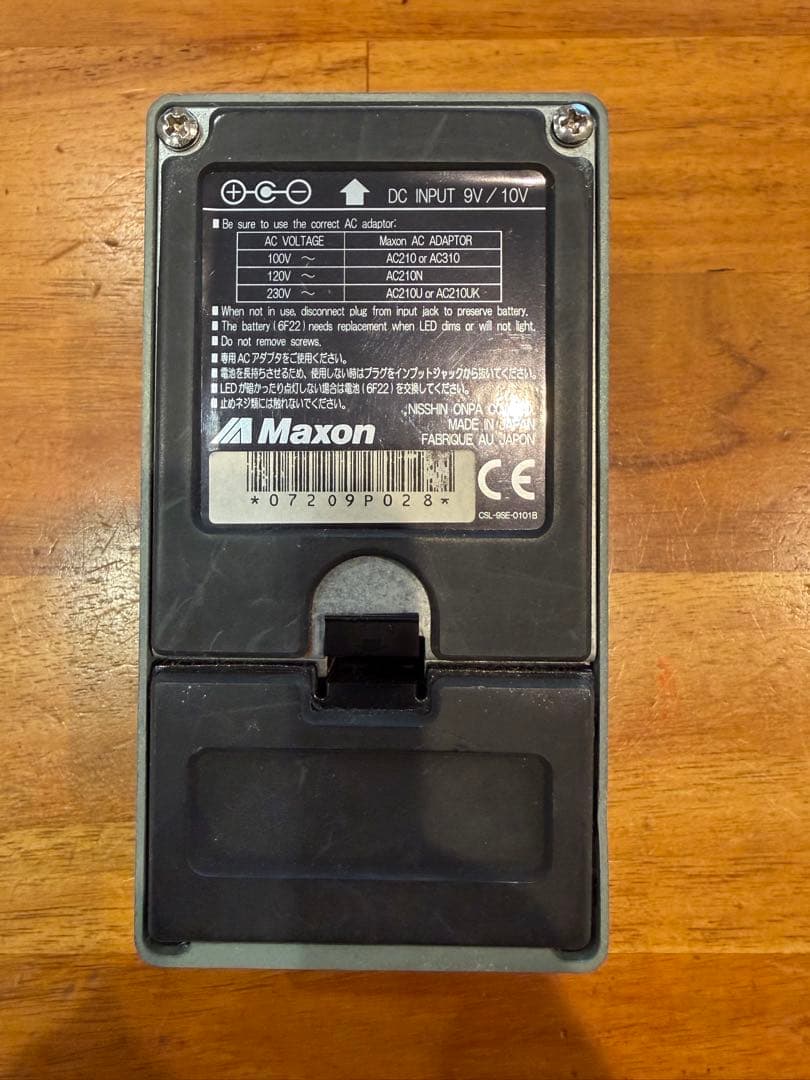 DC INPUT 9V / 10V
■ Be sure to use the correct AC adaptor:
AC VOLTAGE Maxon AC ADAPTOR
100V ～ AC210 or AC310
120V ～ AC210N
230V ～ AC210U or AC210UK
■ When not in use, disconnect plug from input jack to preserve battery.
■ The battery (6F22) needs replacement when LED dims or will not light.
■ Do not remove screws.
■ 専用ACアダプタをご使用ください。
■ 電池を長持ちさせるため、使用しない時はプラグをインプットジャックから抜いてください。
■ LEDが暗かったり点灯しない場合は電池(6F22)を交換してください。
■ 止めネジ類には触れないでください。
NISSHIN ONPA
MADE IN JAPAN
FABRIQUE AU JAPON
Maxon
*07209P028*
CE
CSL-9SE-0101B